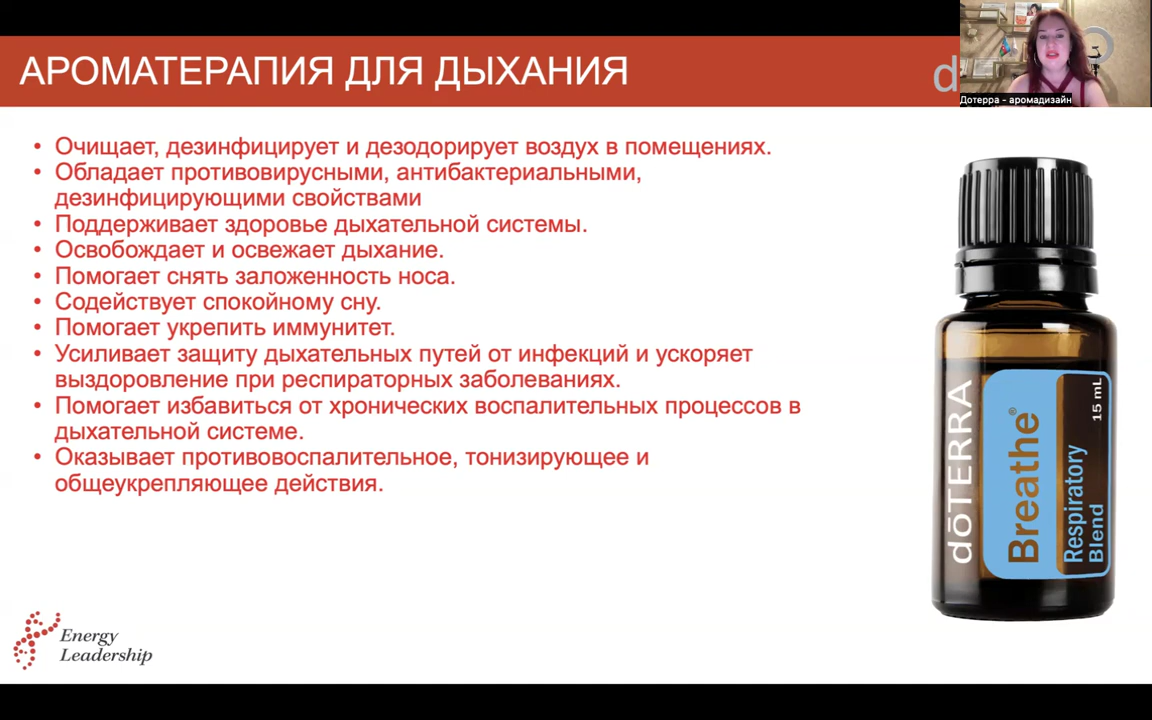 АРОМАТЕРАПИЯ ДЛЯ ДЫХАНИЯ
d
Дотерра - аромадизайн
• Очищает, дезинфицирует и дезодорирует воздух в помещениях.
• Обладает противовирусными, антибактериальными,
дезинфицирующими свойствами
• Поддерживает здоровье дыхательной системы.
• Освобождает и освежает дыхание.
• Помогает снять заложенность носа.
• Содействует спокойному сну.
• Помогает укрепить иммунитет.
• Усиливает защиту дыхательных путей от инфекций и ускоряет
выздоровление при респираторных заболеваниях.
• Помогает избавиться от хронических воспалительных процессов в
дыхательной системе.
• Оказывает противовоспалительное, тонизирующее и
общеукрепляющее действия.
dōTERRA
Breathe®
Respiratory
Blend
15 mL
Energy
Leadership